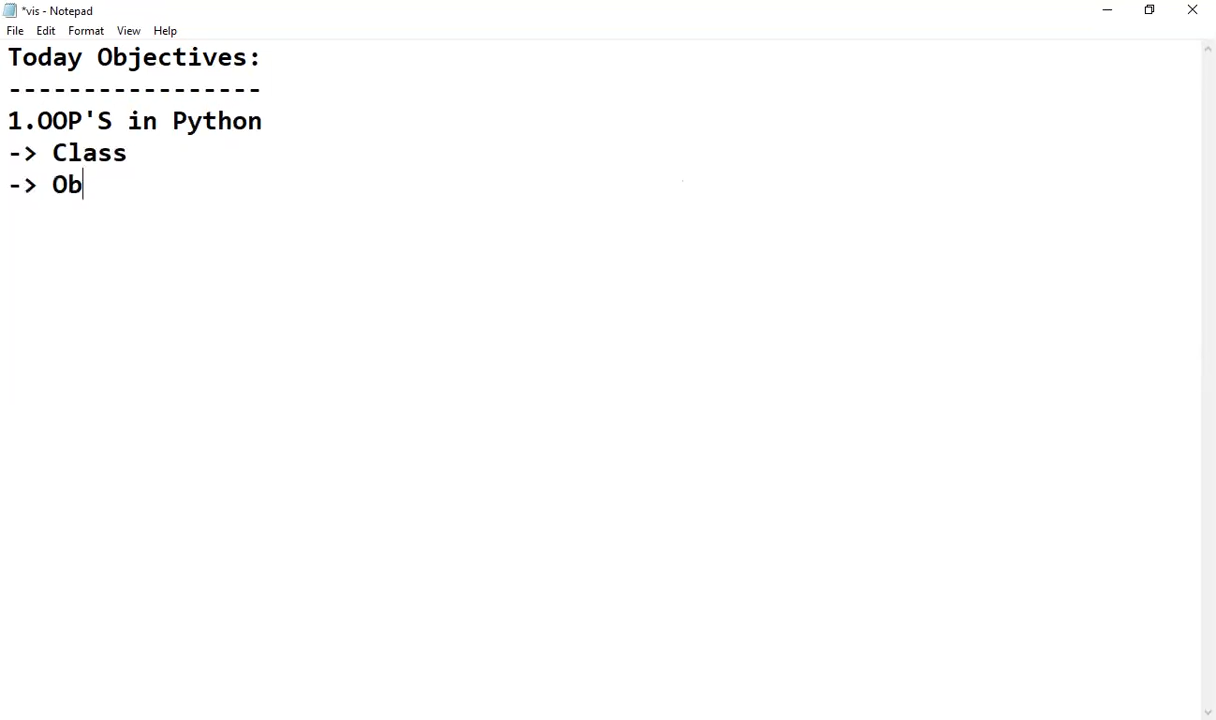 *vis - Notepad
File Edit Format View Help
Today Objectives:
-----------------
1.OOP'S in Python
-> Class
-> Ob